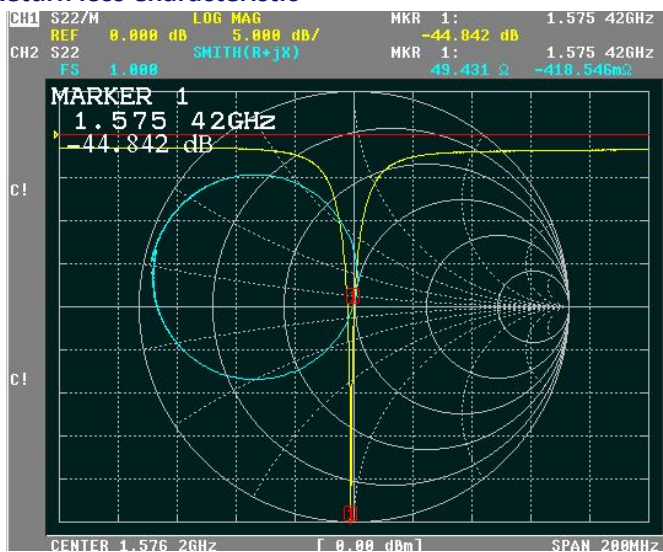 CH1 S22/M LOG MAG MKR 1: 1.575 42GHz
REF 0.000 dB 5.000 dB/ -44.842 dB
CH2 S22 SMITH(R+jX) MKR 1: 1.575 42GHz
FS 1.000 49.431 Ω -418.546mΩ
MARKER 1
1.575 42GHz
-44.842 dB
C!
1
C!
1
CENTER 1.576 2GHz [ 0.00 dBm] SPAN 200MHz